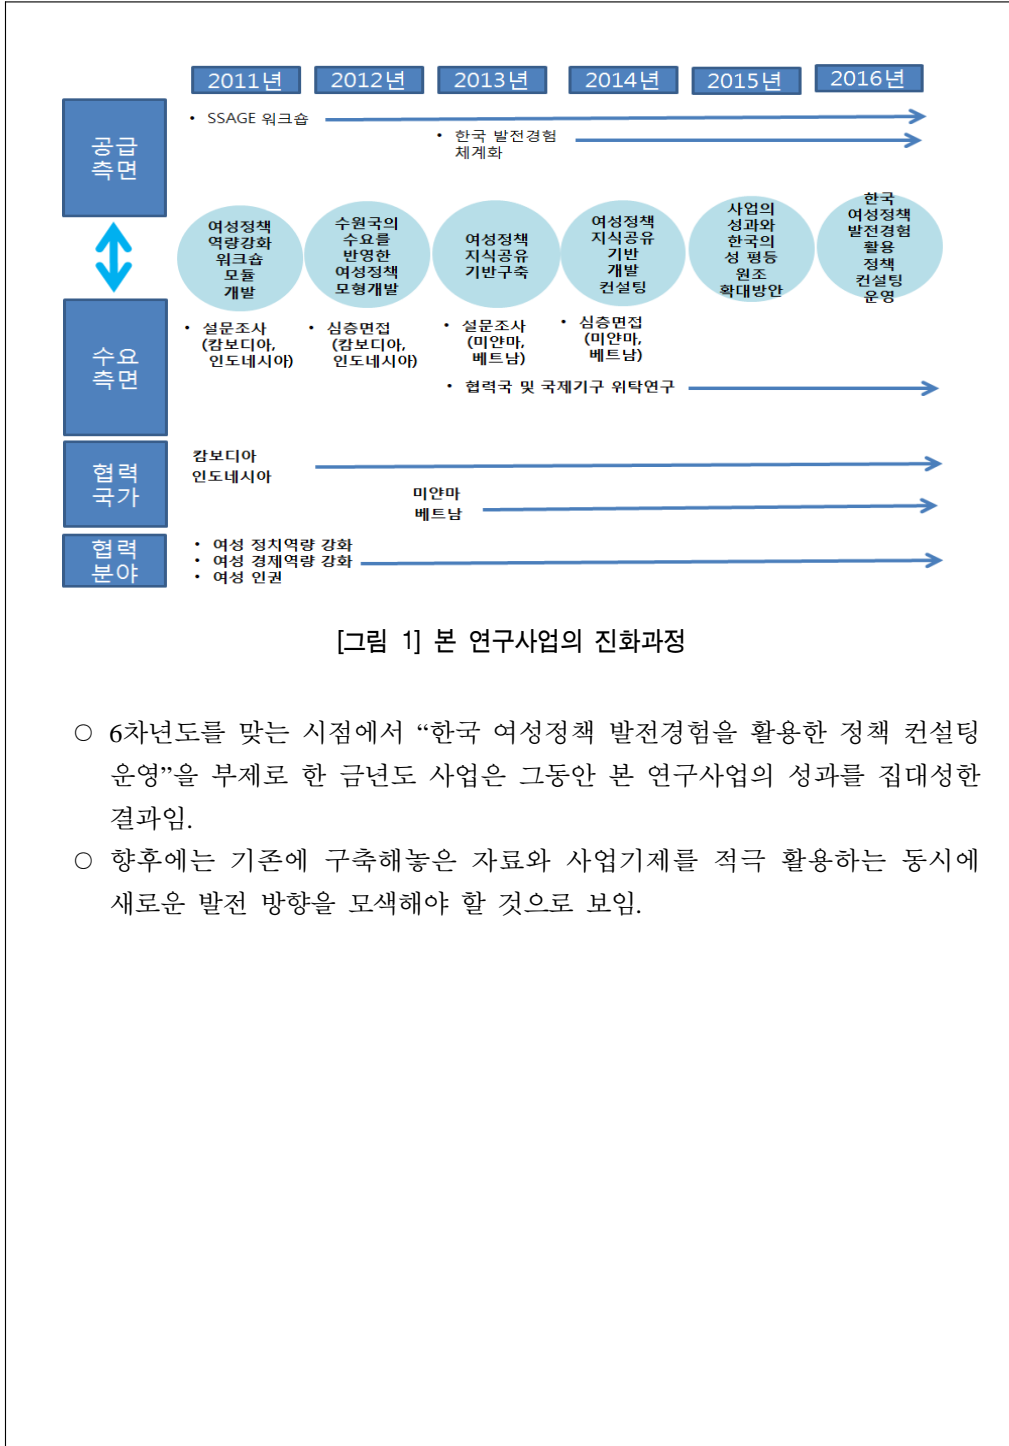 2011년 2012년 2013년 2014년 2015년 2016년
공급
측면
• SSAGE 워크숍
• 한국 발전경험
체계화
여성정책
역량강화
워크숍
모듈
개발
수원국의
수요를
반영한
여성정책
모형개발
여성정책
지식공유
기반구축
여성정책
지식공유
기반
개발
컨설팅
사업의
성과와
한국의
성 평등
원조
확대방안
한국
여성정책
발전경험
활용
정책
컨설팅
운영
수요
측면
• 설문조사
(캄보디아,
인도네시아)
• 심층면접
(캄보디아,
인도네시아)
• 설문조사
(미얀마,
베트남)
• 심층면접
(미얀마,
베트남)
• 협력국 및 국제기구 위탁연구
협력
국가
캄보디아
인도네시아
미얀마
베트남
협력
분야
• 여성 정치역량 강화
• 여성 경제역량 강화
• 여성 인권
[그림 1] 본 연구사업의 진화과정
○ 6차년도를 맞는 시점에서 “한국 여성정책 발전경험을 활용한 정책 컨설팅
운영”을 부제로 한 금년도 사업은 그동안 본 연구사업의 성과를 집대성한
결과임.
○ 향후에는 기존에 구축해놓은 자료와 사업기제를 적극 활용하는 동시에
새로운 발전 방향을 모색해야 할 것으로 보임.